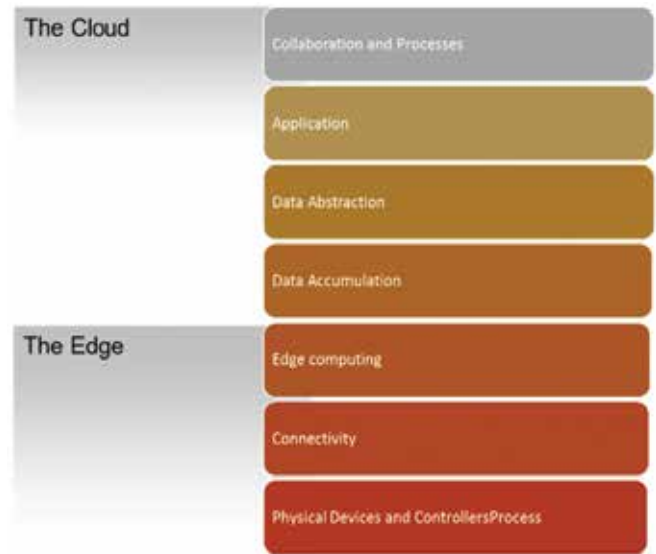 The Cloud
Collaboration and Processes
Application
Data Abstraction
Data Accumulation
The Edge
Edge computing
Connectivity
Physical Devices and ControllersProcess